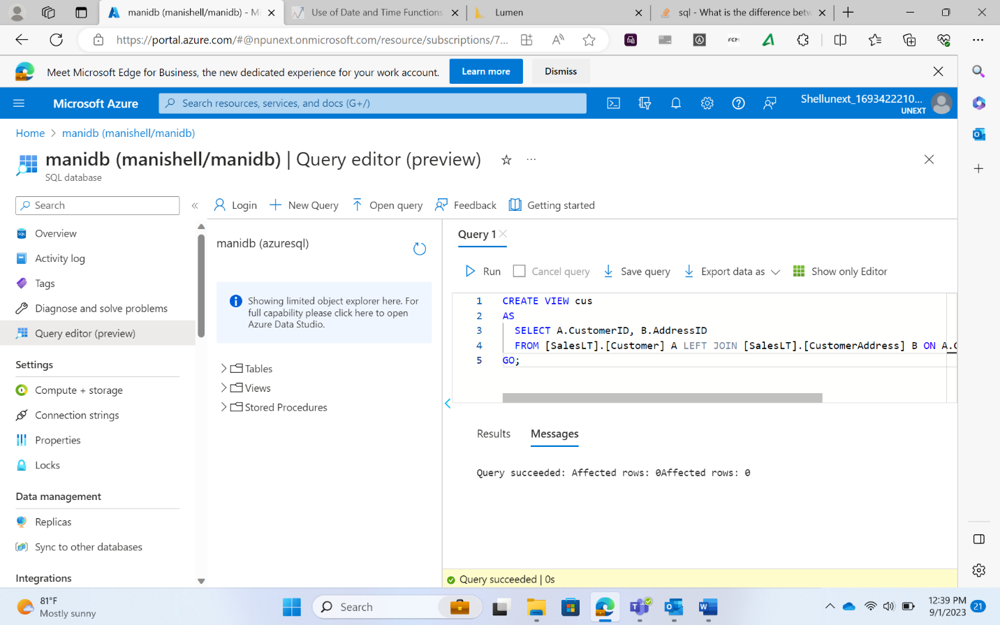 manidb (manishell/manidb) - Mi
Use of Date and Time Functions
Lumen
sql - What is the difference betw
https://portal.azure.com/#@npunext.onmicrosoft.com/resource/subscriptions/7...
FCM
Meet Microsoft Edge for Business, the new dedicated experience for your work account.
Learn more
Dismiss
Microsoft Azure
Search resources, services, and docs (G+/)
Shellunext_1693422210...
UNEXT
Home > manidb (manishell/manidb)
manidb (manishell/manidb) | Query editor (preview)
SQL database
Search
Login
New Query
Open query
Feedback
Getting started
Overview
Activity log
Tags
Diagnose and solve problems
Query editor (preview)
Settings
Compute + storage
Connection strings
Properties
Locks
Data management
Replicas
Sync to other databases
Integrations
manidb (azuresql)
Showing limited object explorer here. For
full capability please click here to open
Azure Data Studio.
Tables
Views
Stored Procedures
Query 1
Run
Cancel query
Save query
Export data as
Show only Editor
1 CREATE VIEW cus
2 AS
3 SELECT A.CustomerID, B.AddressID
4 FROM [SalesLT].[Customer] A LEFT JOIN [SalesLT].[CustomerAddress] B ON A.C
5 GO;
Results
Messages
Query succeeded: Affected rows: 0Affected rows: 0
Query succeeded | 0s
81°F
Mostly sunny
Search
12:39 PM
9/1/2023
21